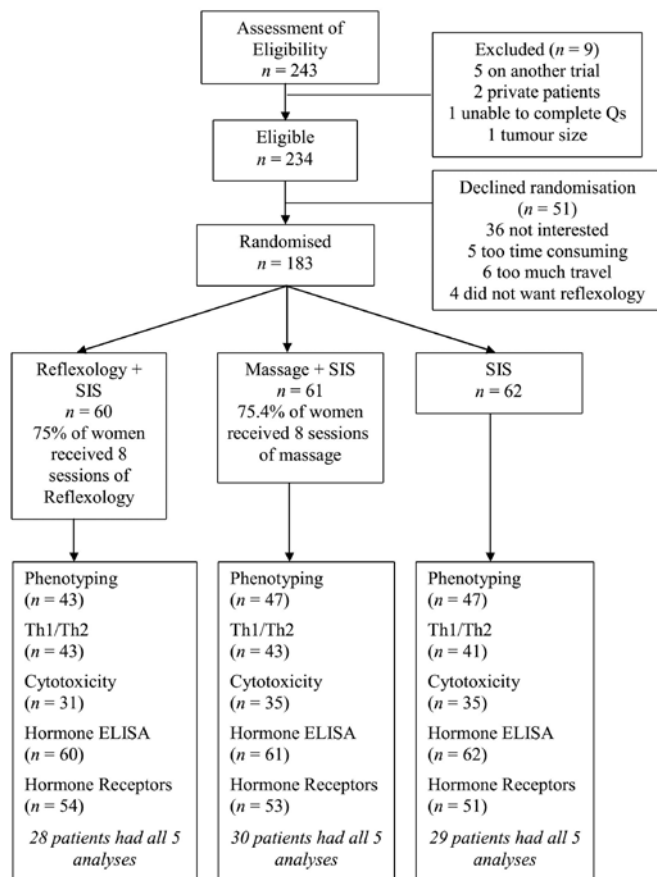 Assessment of
Eligibility
n = 243
Excluded (n = 9)
5 on another trial
2 private patients
1 unable to complete Qs
1 tumour size
Eligible
n = 234
Declined randomisation
(n = 51)
36 not interested
5 too time consuming
6 too much travel
4 did not want reflexology
Randomised
n = 183
Reflexology +
SIS
n = 60
75% of women
received 8
sessions of
Reflexology
Massage + SIS
n = 61
75.4% of women
received 8 sessions
of massage
SIS
n = 62
Phenotyping
(n = 43)
Th1/Th2
(n = 43)
Cytotoxicity
(n = 31)
Hormone ELISA
(n = 60)
Hormone Receptors
(n = 54)
28 patients had all 5
analyses
Phenotyping
(n = 47)
Th1/Th2
(n = 43)
Cytotoxicity
(n = 35)
Hormone ELISA
(n = 61)
Hormone Receptors
(n = 53)
30 patients had all 5
analyses
Phenotyping
(n = 47)
Th1/Th2
(n = 41)
Cytotoxicity
(n = 35)
Hormone ELISA
(n = 62)
Hormone Receptors
(n = 51)
29 patients had all 5
analyses